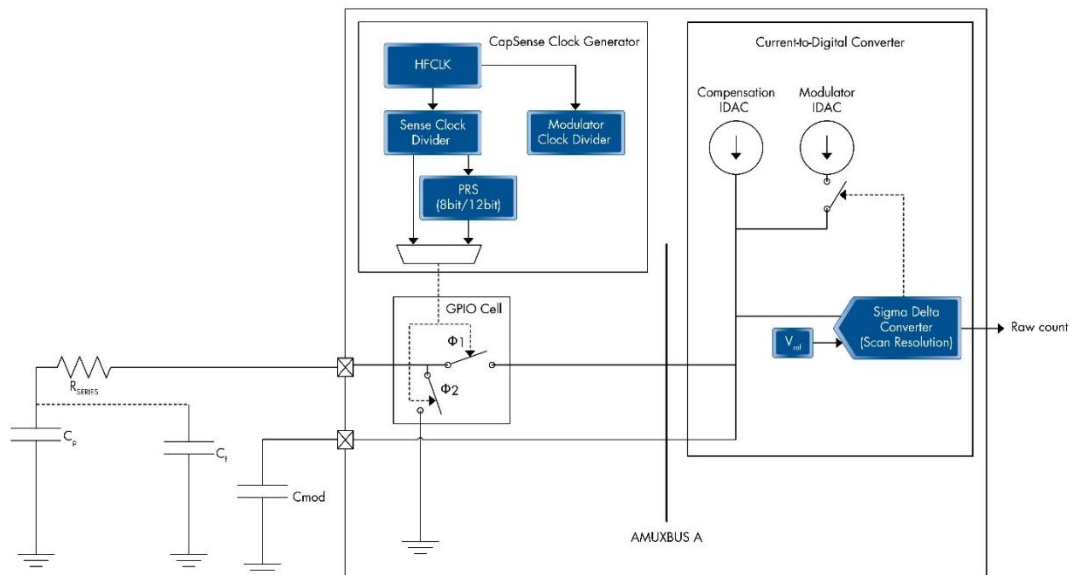 CapSense Clock Generator
HFCLK
Sense Clock
Divider
Modulator
Clock Divider
PRS
(8bit/12bit)
Current-to-Digital Converter
Compensation
IDAC
Modulator
IDAC
GPIO Cell
Φ1
Φ2
Sigma Delta
Converter
(Scan Resolution)
Vref
Raw count
RSERIES
Cp
Cf
Cmod
AMUXBUS A